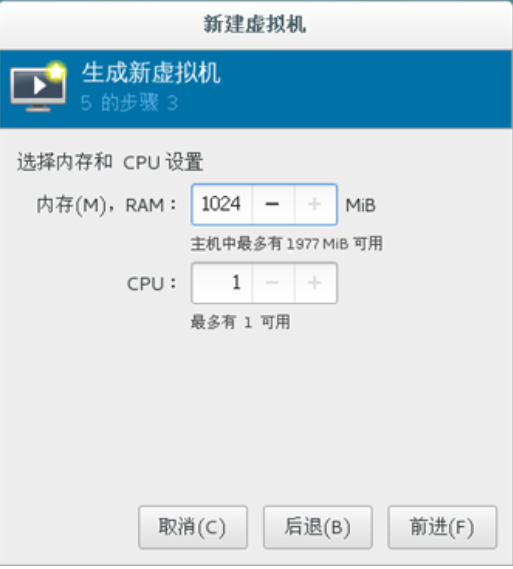 新建虚拟机
生成新虚拟机
5 的步骤 3
选择内存和 CPU 设置
内存(M)，RAM： 1024 − + MiB
主机中最多有 1977 MiB 可用
CPU： 1 − +
最多有 1 可用
取消(C) 后退(B) 前进(F)